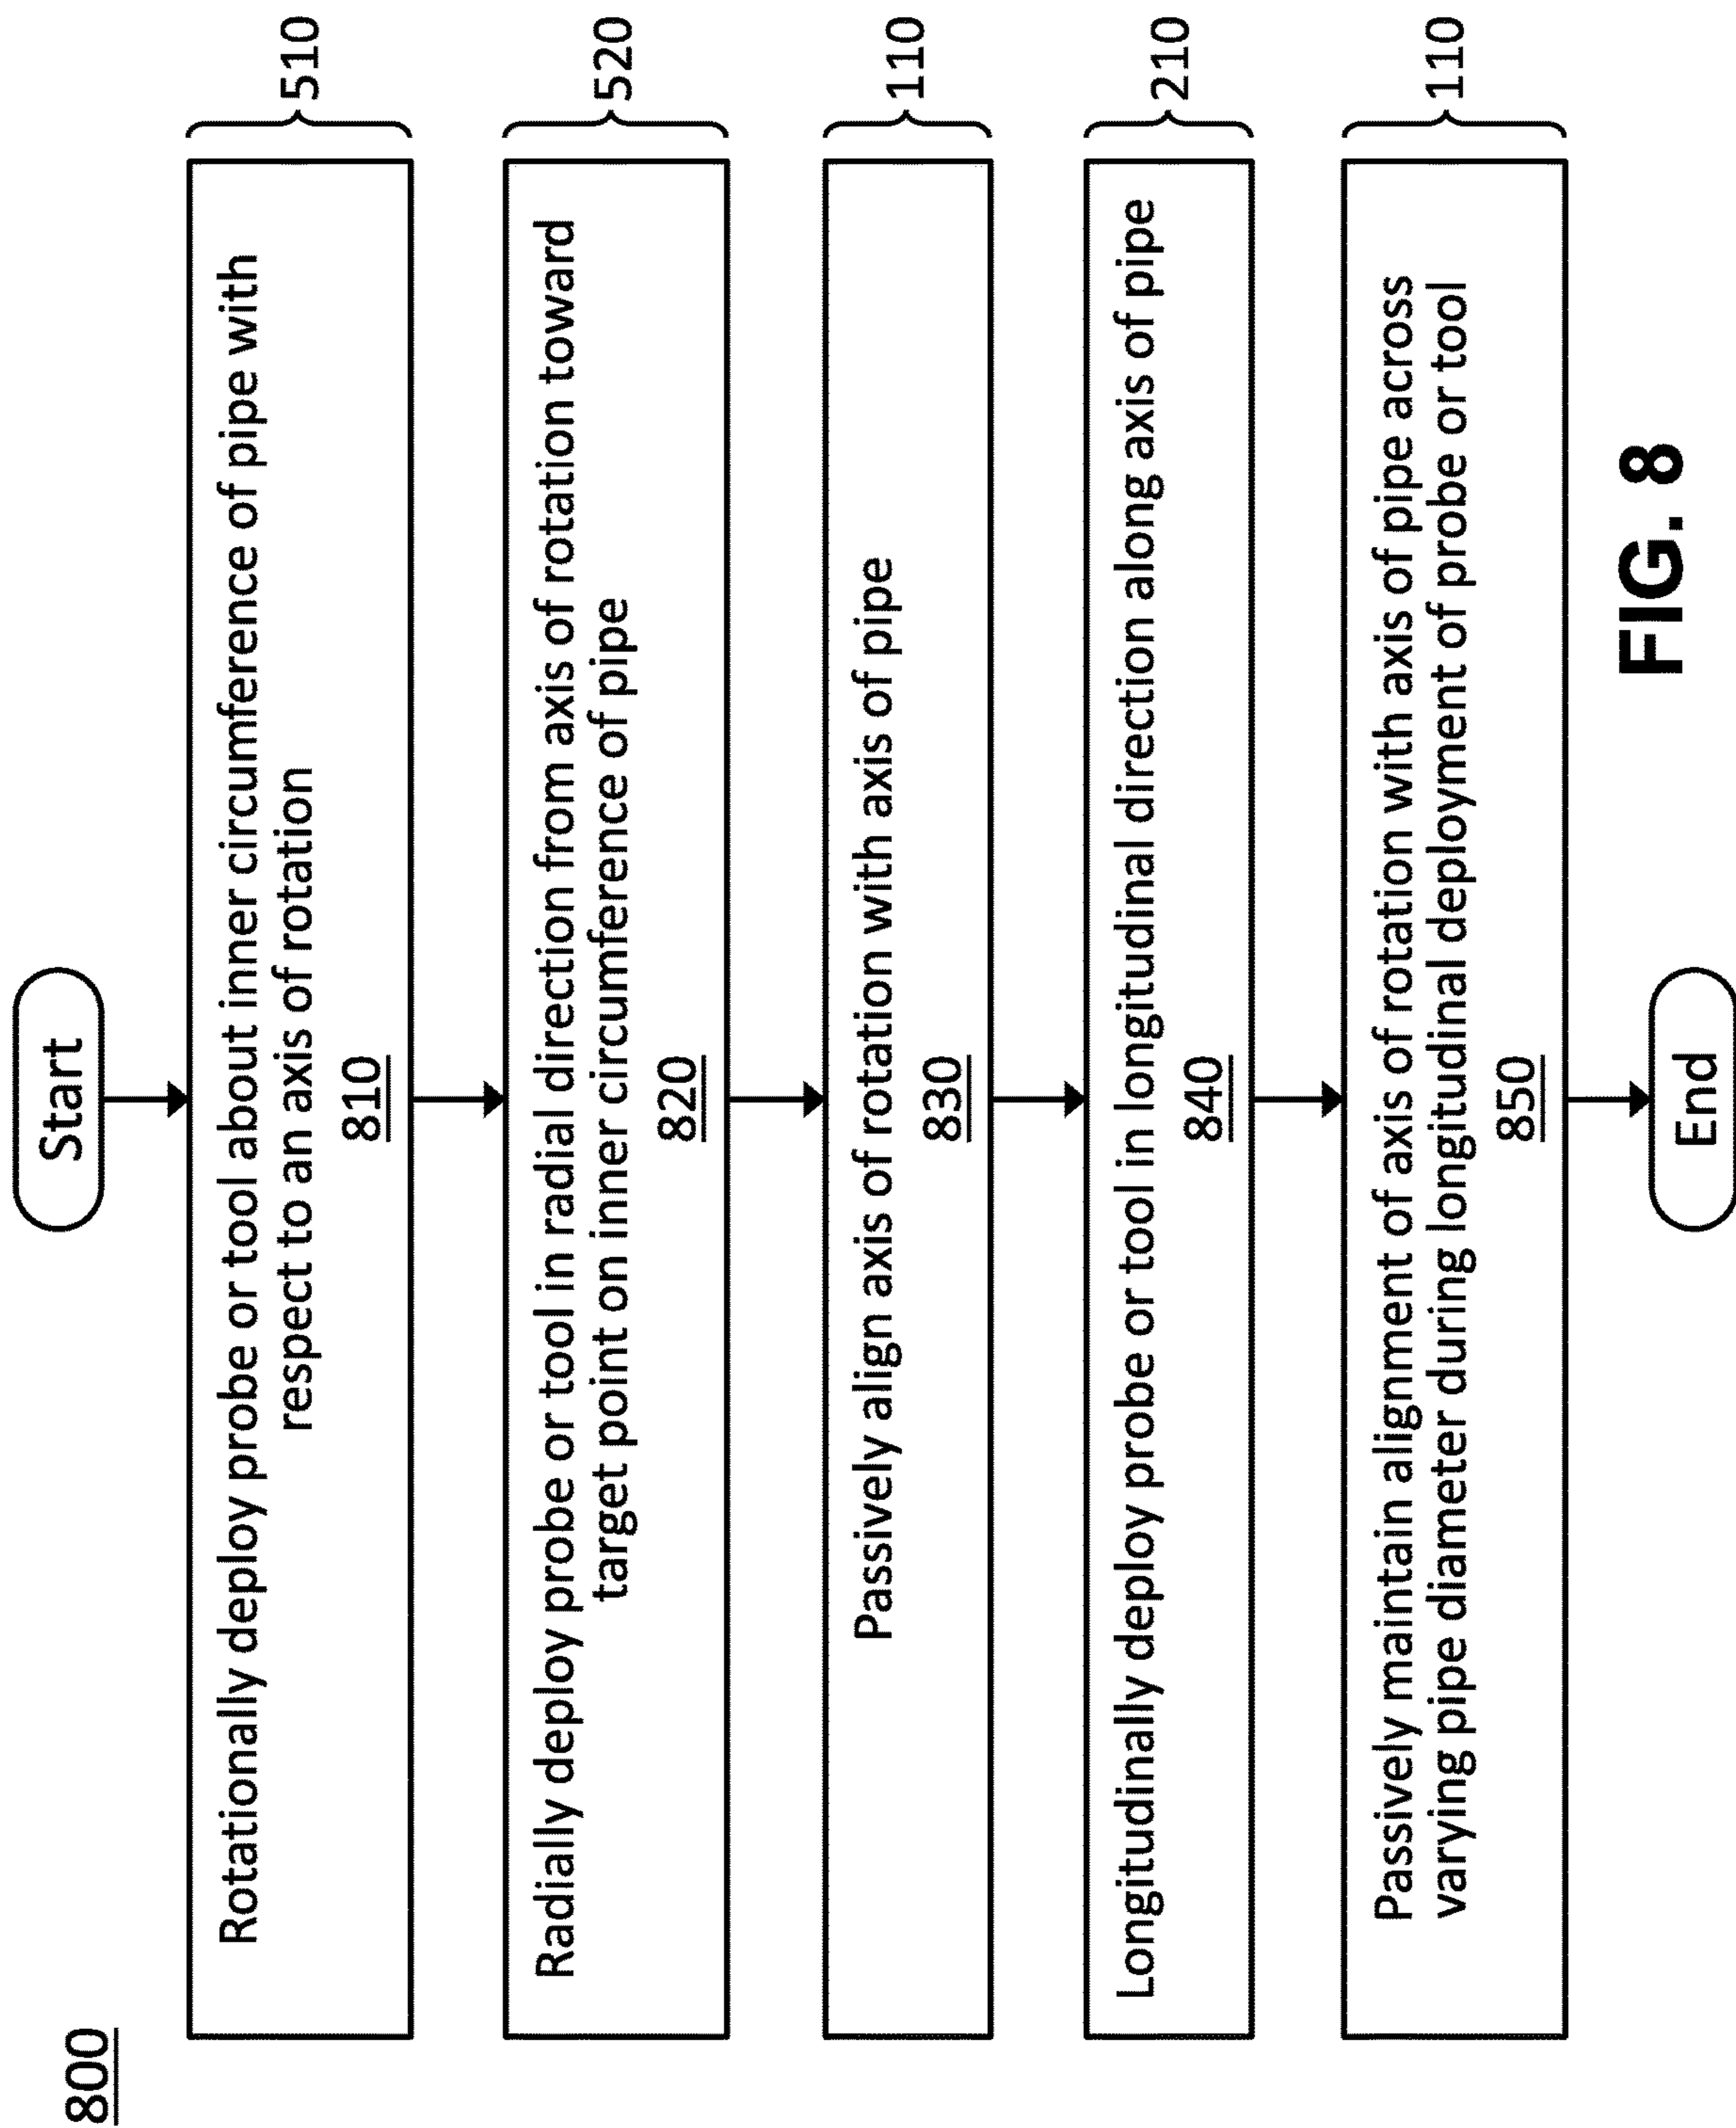 800
Start
Rotationally deploy probe or tool about inner circumference of pipe with
respect to an axis of rotation
810
510
Radially deploy probe or tool in radial direction from axis of rotation toward
target point on inner circumference of pipe
820
520
Passively align axis of rotation with axis of pipe
830
110
Longitudinally deploy probe or tool in longitudinal direction along axis of pipe
840
210
Passively maintain alignment of axis of rotation with axis of pipe across
varying pipe diameter during longitudinal deployment of probe or tool
850
110
End
FIG. 8